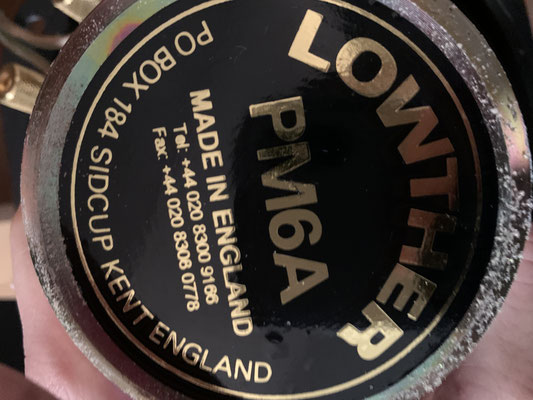 LOWTHER
PM6A
MADE IN ENGLAND
Tel: +44 020 8300 9166
Fax: +44 020 8308 0778
PO BOX 184 SIDCUP KENT ENGLAND